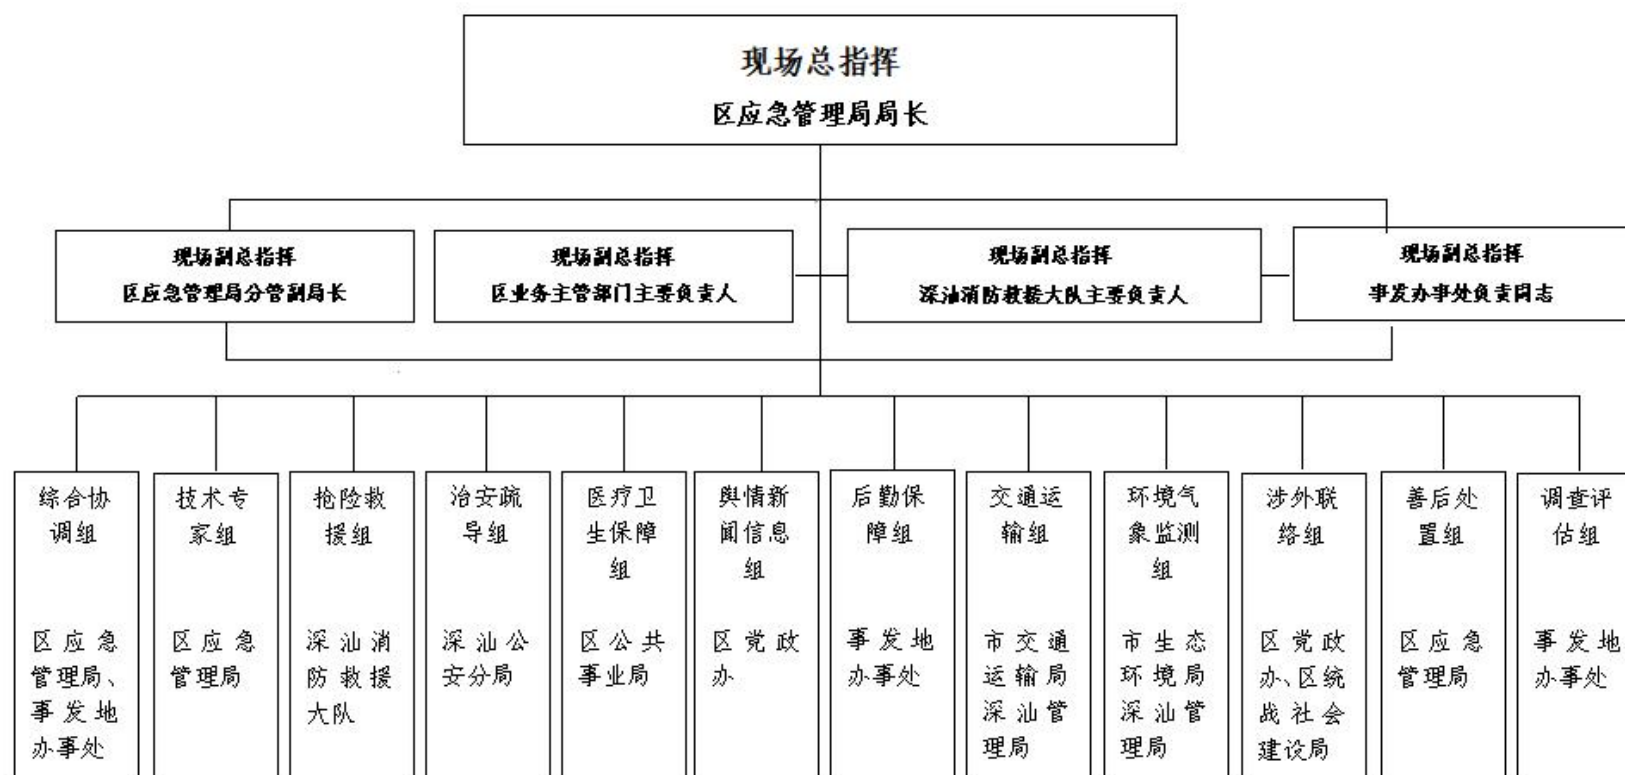 现场总指挥
区应急管理局局长
现场副总指挥
区应急管理局分管副局长
现场副总指挥
区业务主管部门主要负责人
现场副总指挥
深汕消防救援大队主要负责人
现场副总指挥
事发办事处负责同志
综合协
调组
区应急
管理局、
事发地
办事处
技术专
家组
区应急
管理局
抢险救
援组
深汕消
防救援
大队
治安疏
导组
深汕公
安分局
医疗卫
生保障
组
区公共
事业局
舆情新
闻信息
组
区党政
办
后勤保
障组
事发地
办事处
交通运
输组
市交通
运输局
深汕管
理局
环境气
象监测
组
市生态
环境局
深汕管
理局
涉外联
络组
区党政
办、区统
战社会
建设局
善后处
置组
区应急
管理局
调查评
估组
事发地
办事处